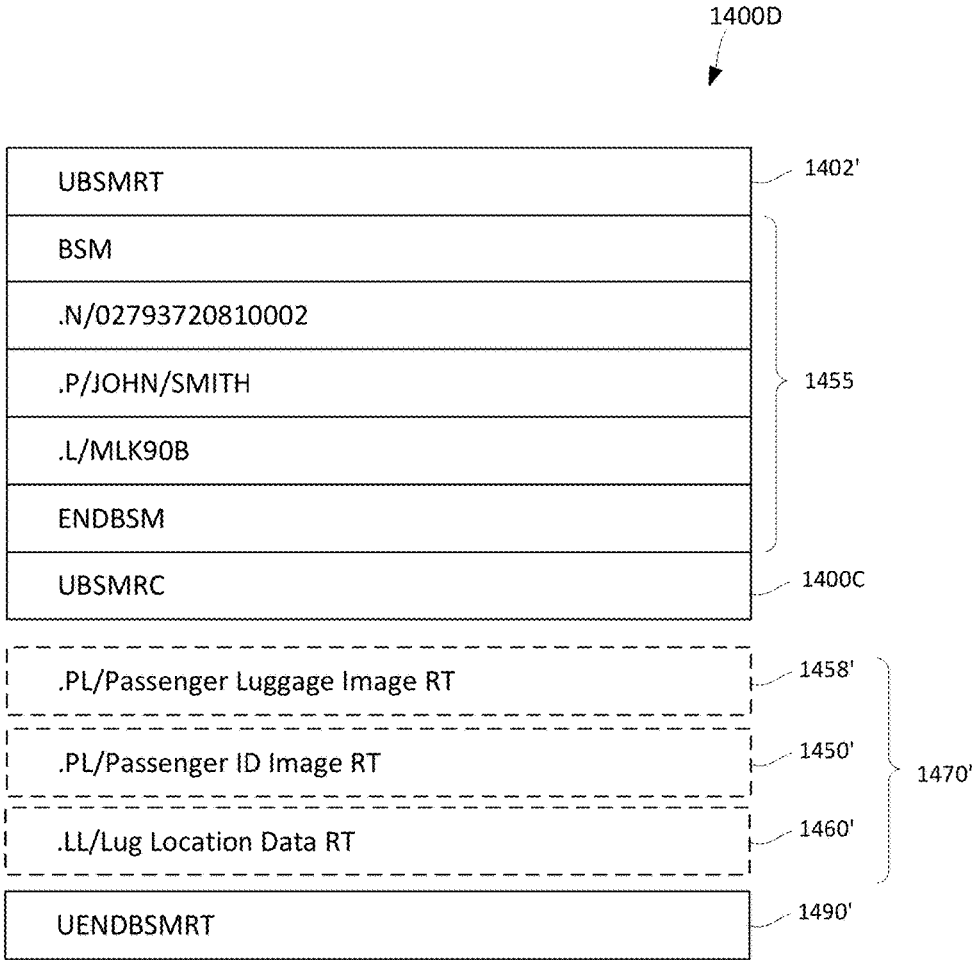 1400D
UBSMRT 1402'
BSM
.N/02793720810002
.P/JOHN/SMITH 1455
.L/MLK90B
ENDBSM
UBSMRC 1400C
.PL/Passenger Luggage Image RT 1458'
.PL/Passenger ID Image RT 1450'
1470'
.LL/Lug Location Data RT 1460'
UENDBSMRT 1490'